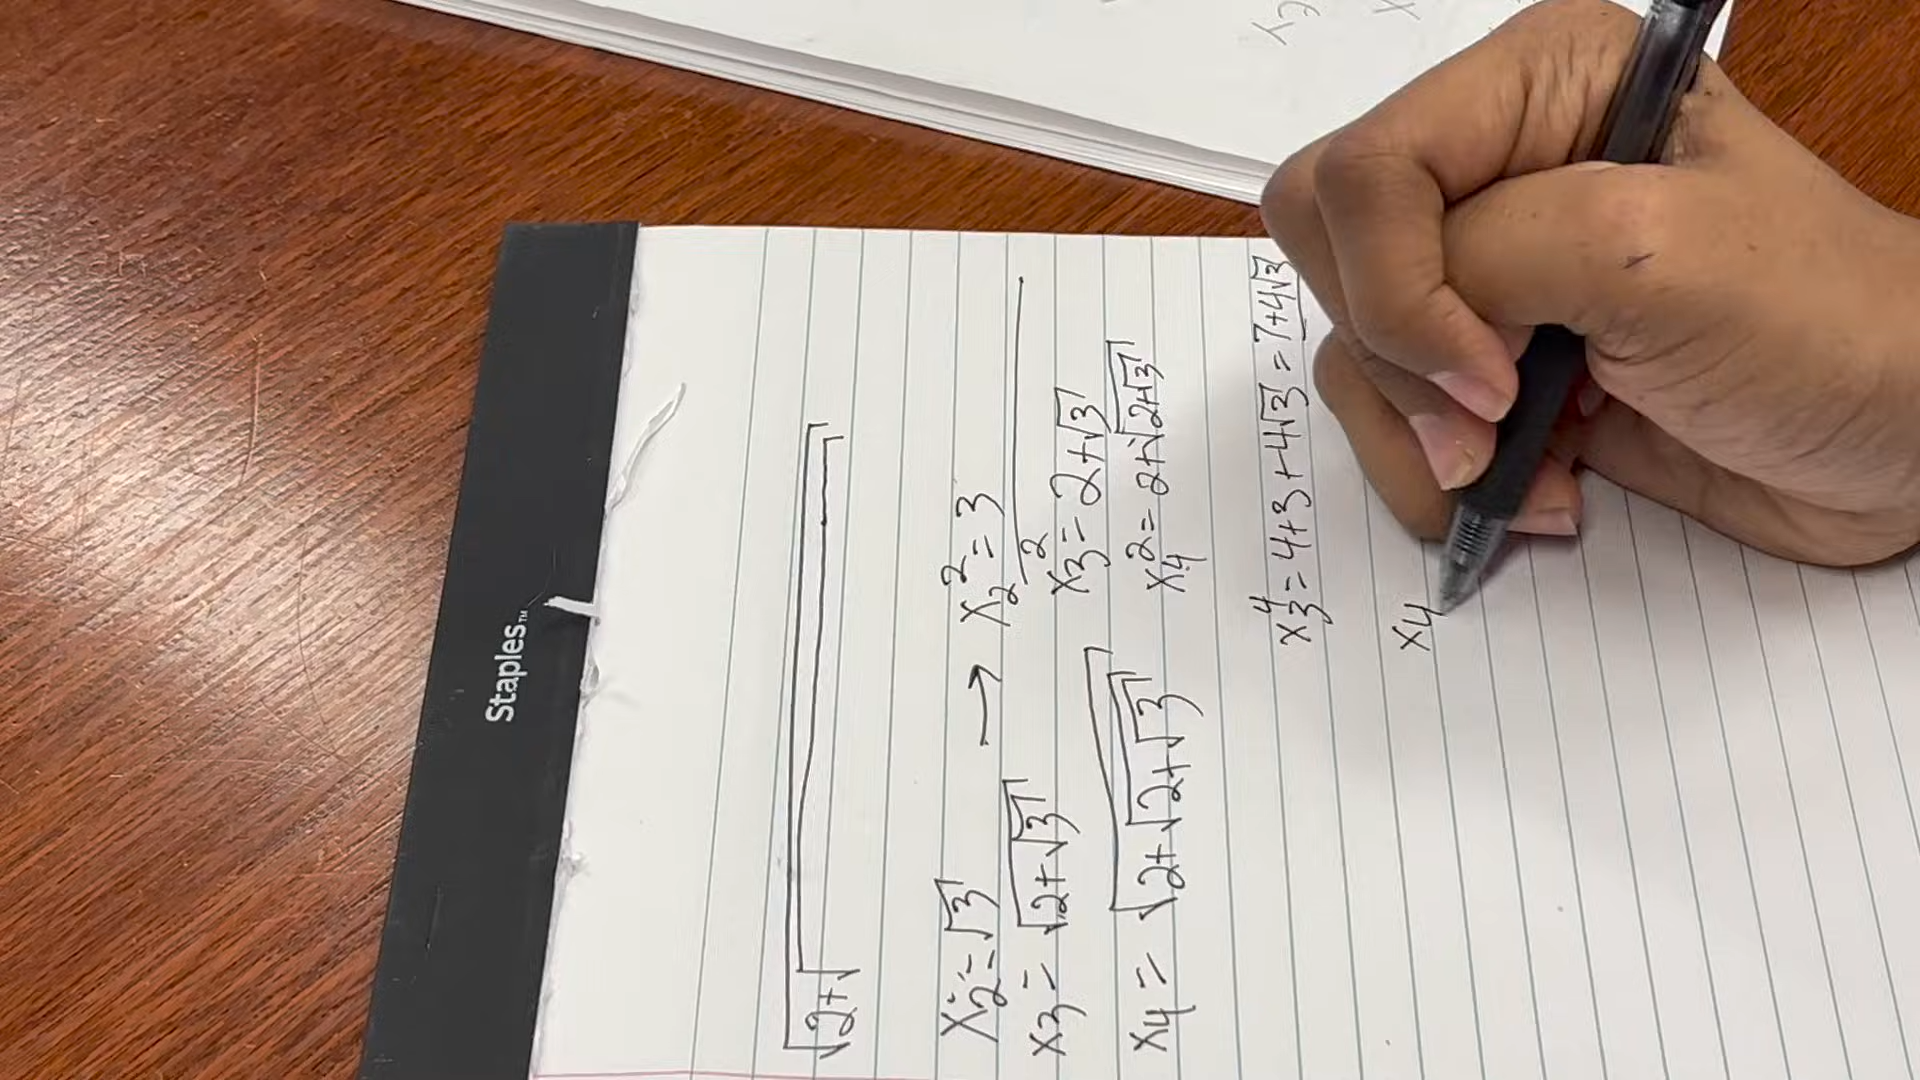 Staples™
√(2+√
x₂ = √3 → x₂² = 3
x₃ = √(2+√3) x₃² = 2+√3
x₄ = √(2+√(2+√3)) x₄² = 2+√(2+√3)
x₃⁴ = 4+3+4√3 = 7+4√3
x₄